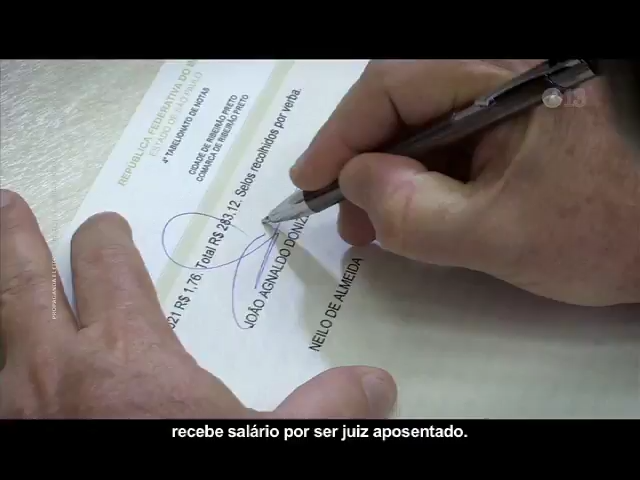 REPÚBLICA FEDERATIVA DO
ESTADO DE SÃO PAULO
4º TABELIONATO DE NOTAS
CIDADE DE RIBEIRÃO PRETO
COMARCA DE RIBEIRÃO PRETO
R$ 1,76. Total R$ 283,12. Selos recolhidos por verba.
JOÃO AGNALDO
NEILO DE ALMEIDA
13
recebe salário por ser juiz aposentado.